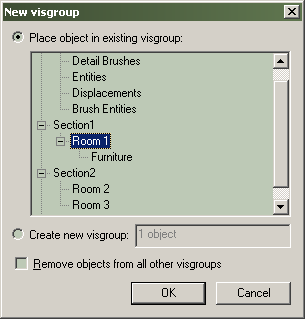 New visgroup
Place object in existing visgroup:
Detail Brushes
Entities
Displacements
Brush Entities
Section1
Room 1
Furniture
Section2
Room 2
Room 3
Create new visgroup: 1 object
Remove objects from all other visgroups
OK Cancel